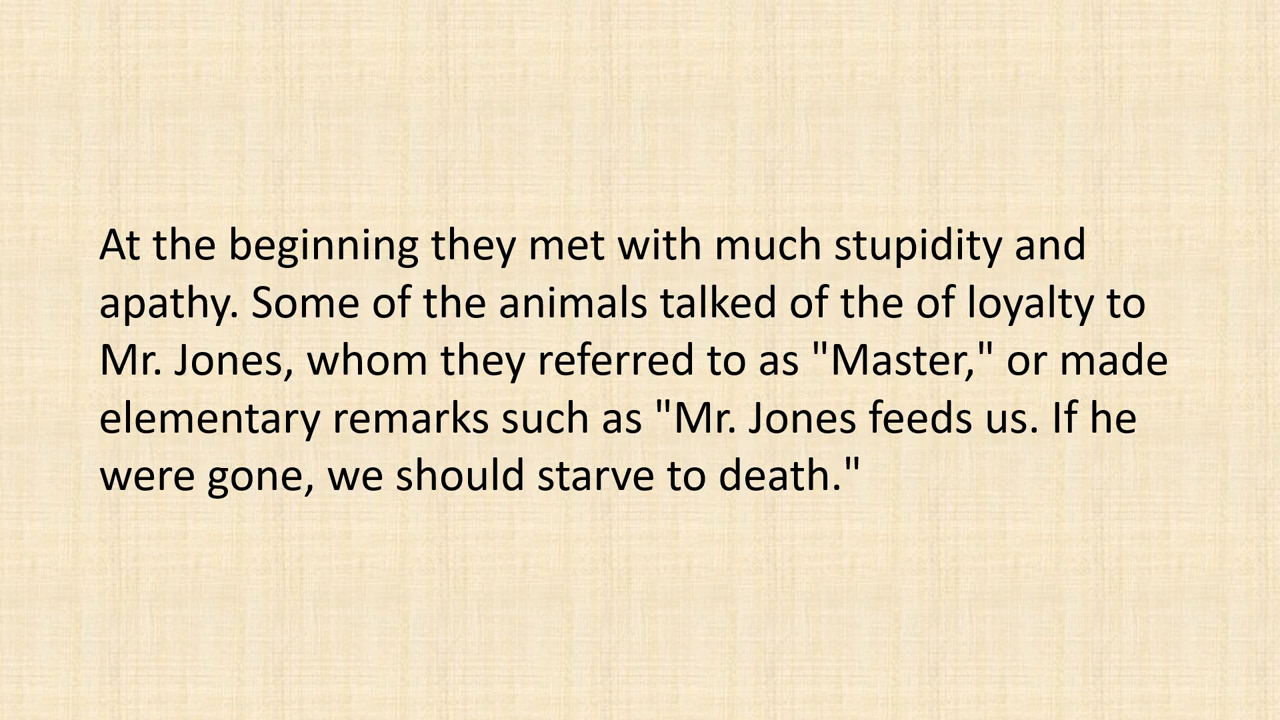 At the beginning they met with much stupidity and
apathy. Some of the animals talked of the of loyalty to
Mr. Jones, whom they referred to as "Master," or made
elementary remarks such as "Mr. Jones feeds us. If he
were gone, we should starve to death."